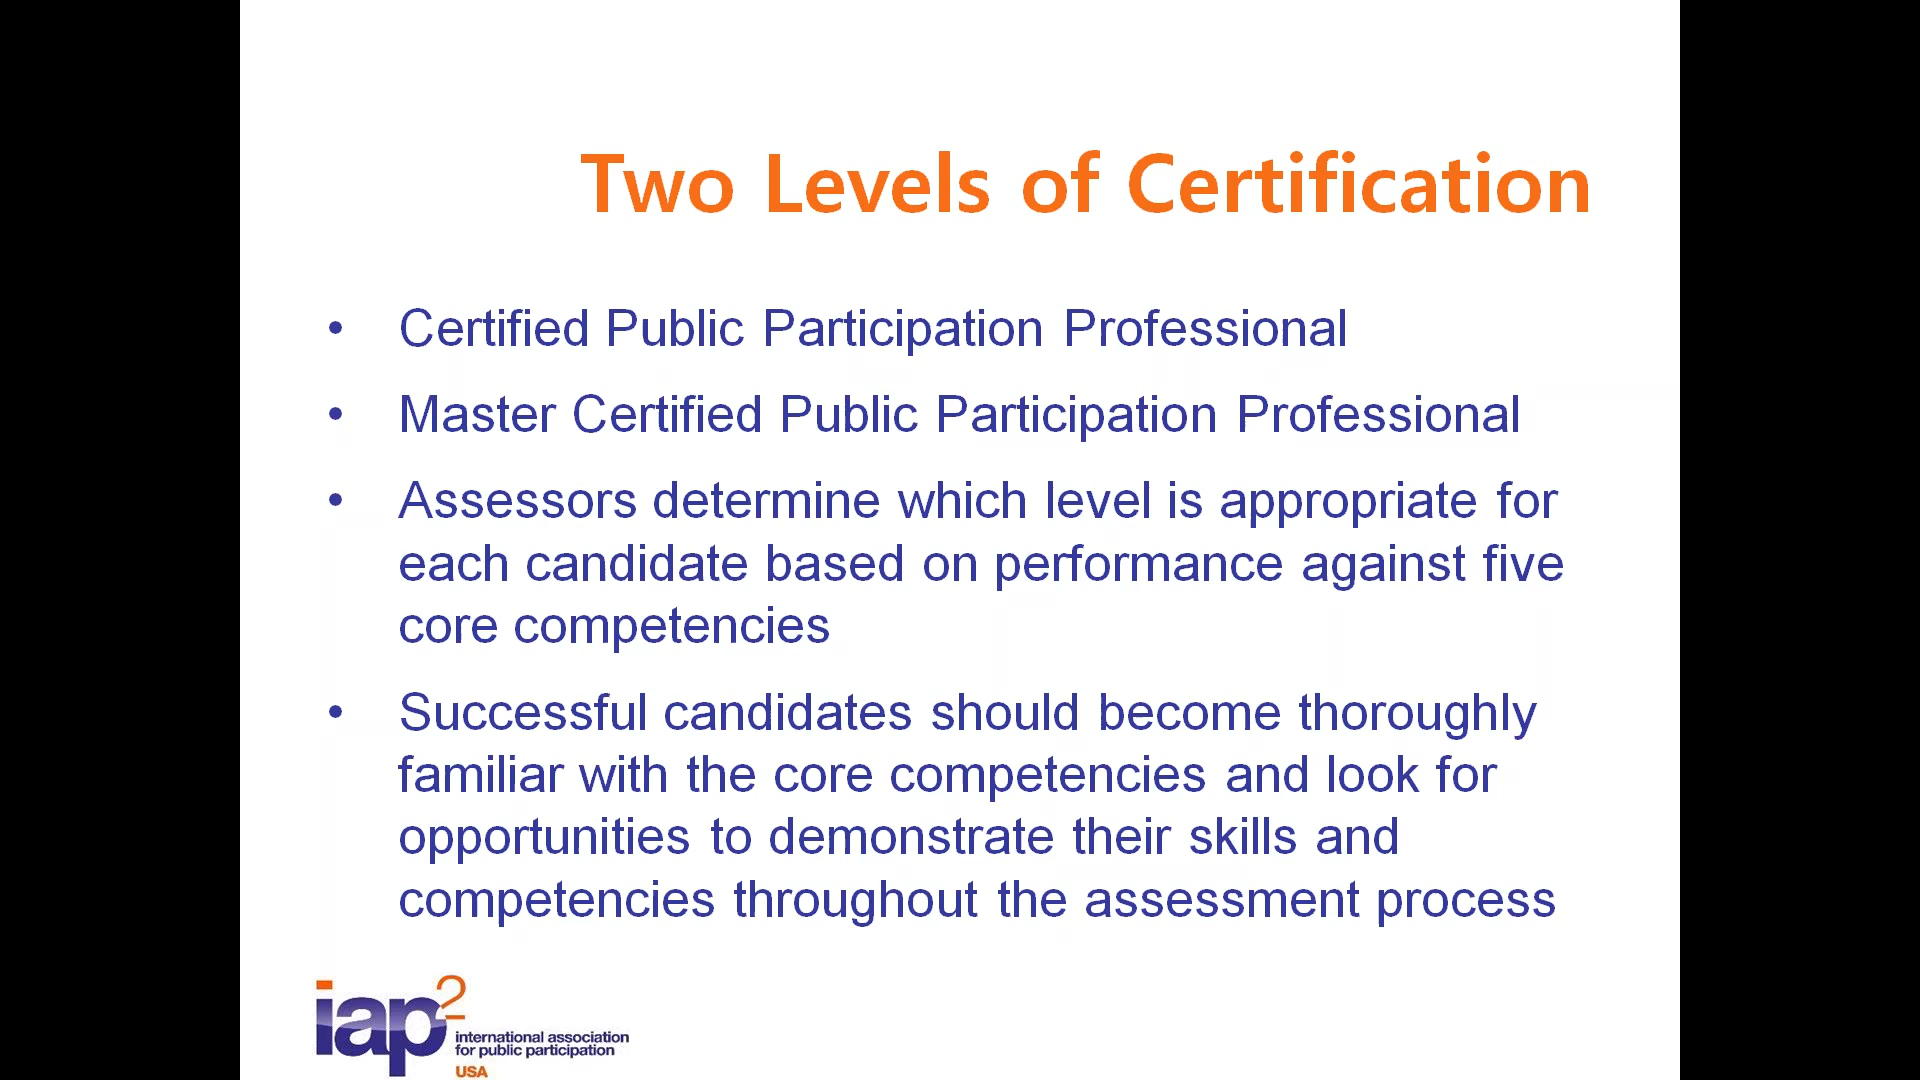 Two Levels of Certification
• Certified Public Participation Professional
• Master Certified Public Participation Professional
• Assessors determine which level is appropriate for
each candidate based on performance against five
core competencies
• Successful candidates should become thoroughly
familiar with the core competencies and look for
opportunities to demonstrate their skills and
competencies throughout the assessment process
iap2
international association
for public participation
USA